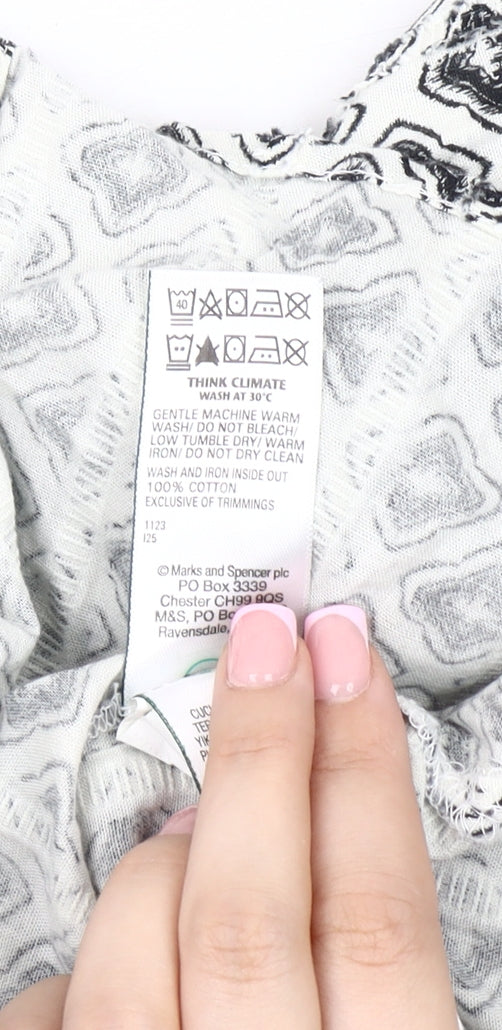 40
THINK CLIMATE
WASH AT 30°C
GENTLE MACHINE WARM
WASH/ DO NOT BLEACH/
LOW TUMBLE DRY/ WARM
IRON/ DO NOT DRY CLEAN
WASH AND IRON INSIDE OUT
100% COTTON
EXCLUSIVE OF TRIMMINGS
1123
I25
© Marks and Spencer plc
PO Box 3339
Chester CH99 9QS
M&S, PO
Ravensdale,